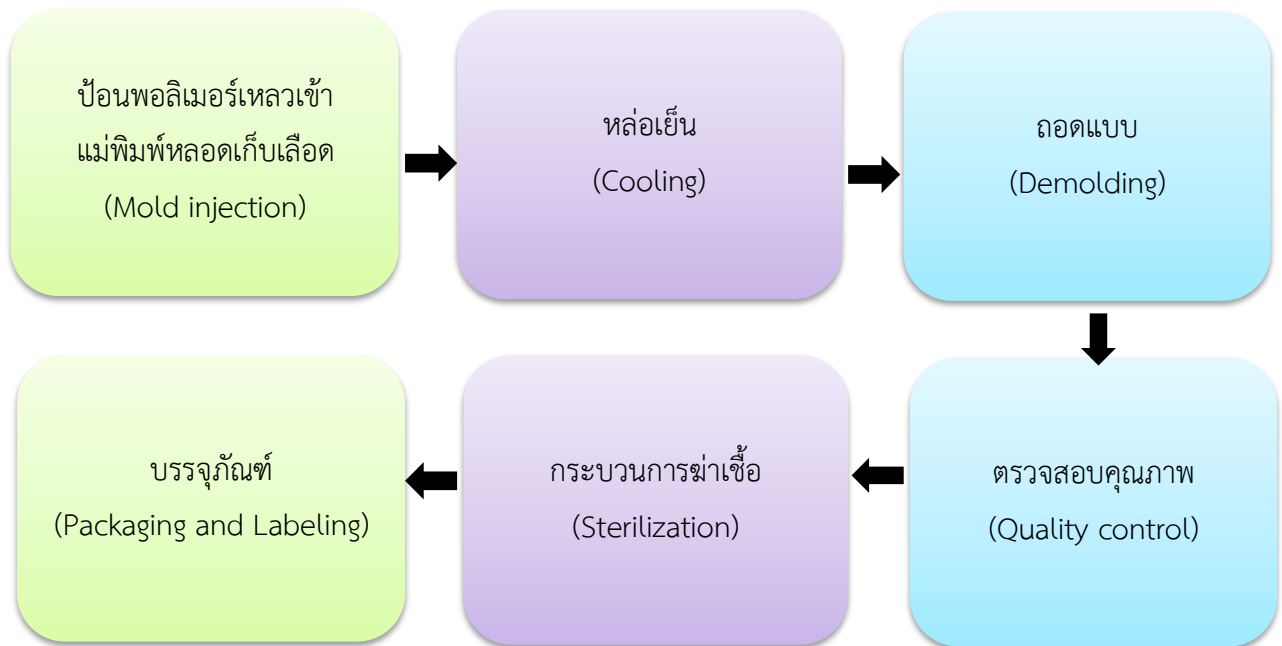 ป้อนพอลิเมอร์เหลวเข้า
แม่พิมพ์หลอดเก็บเลือด
(Mold injection)
หล่อเย็น
(Cooling)
ถอดแบบ
(Demolding)
ตรวจสอบคุณภาพ
(Quality control)
กระบวนการฆ่าเชื้อ
(Sterilization)
บรรจุภัณฑ์
(Packaging and Labeling)